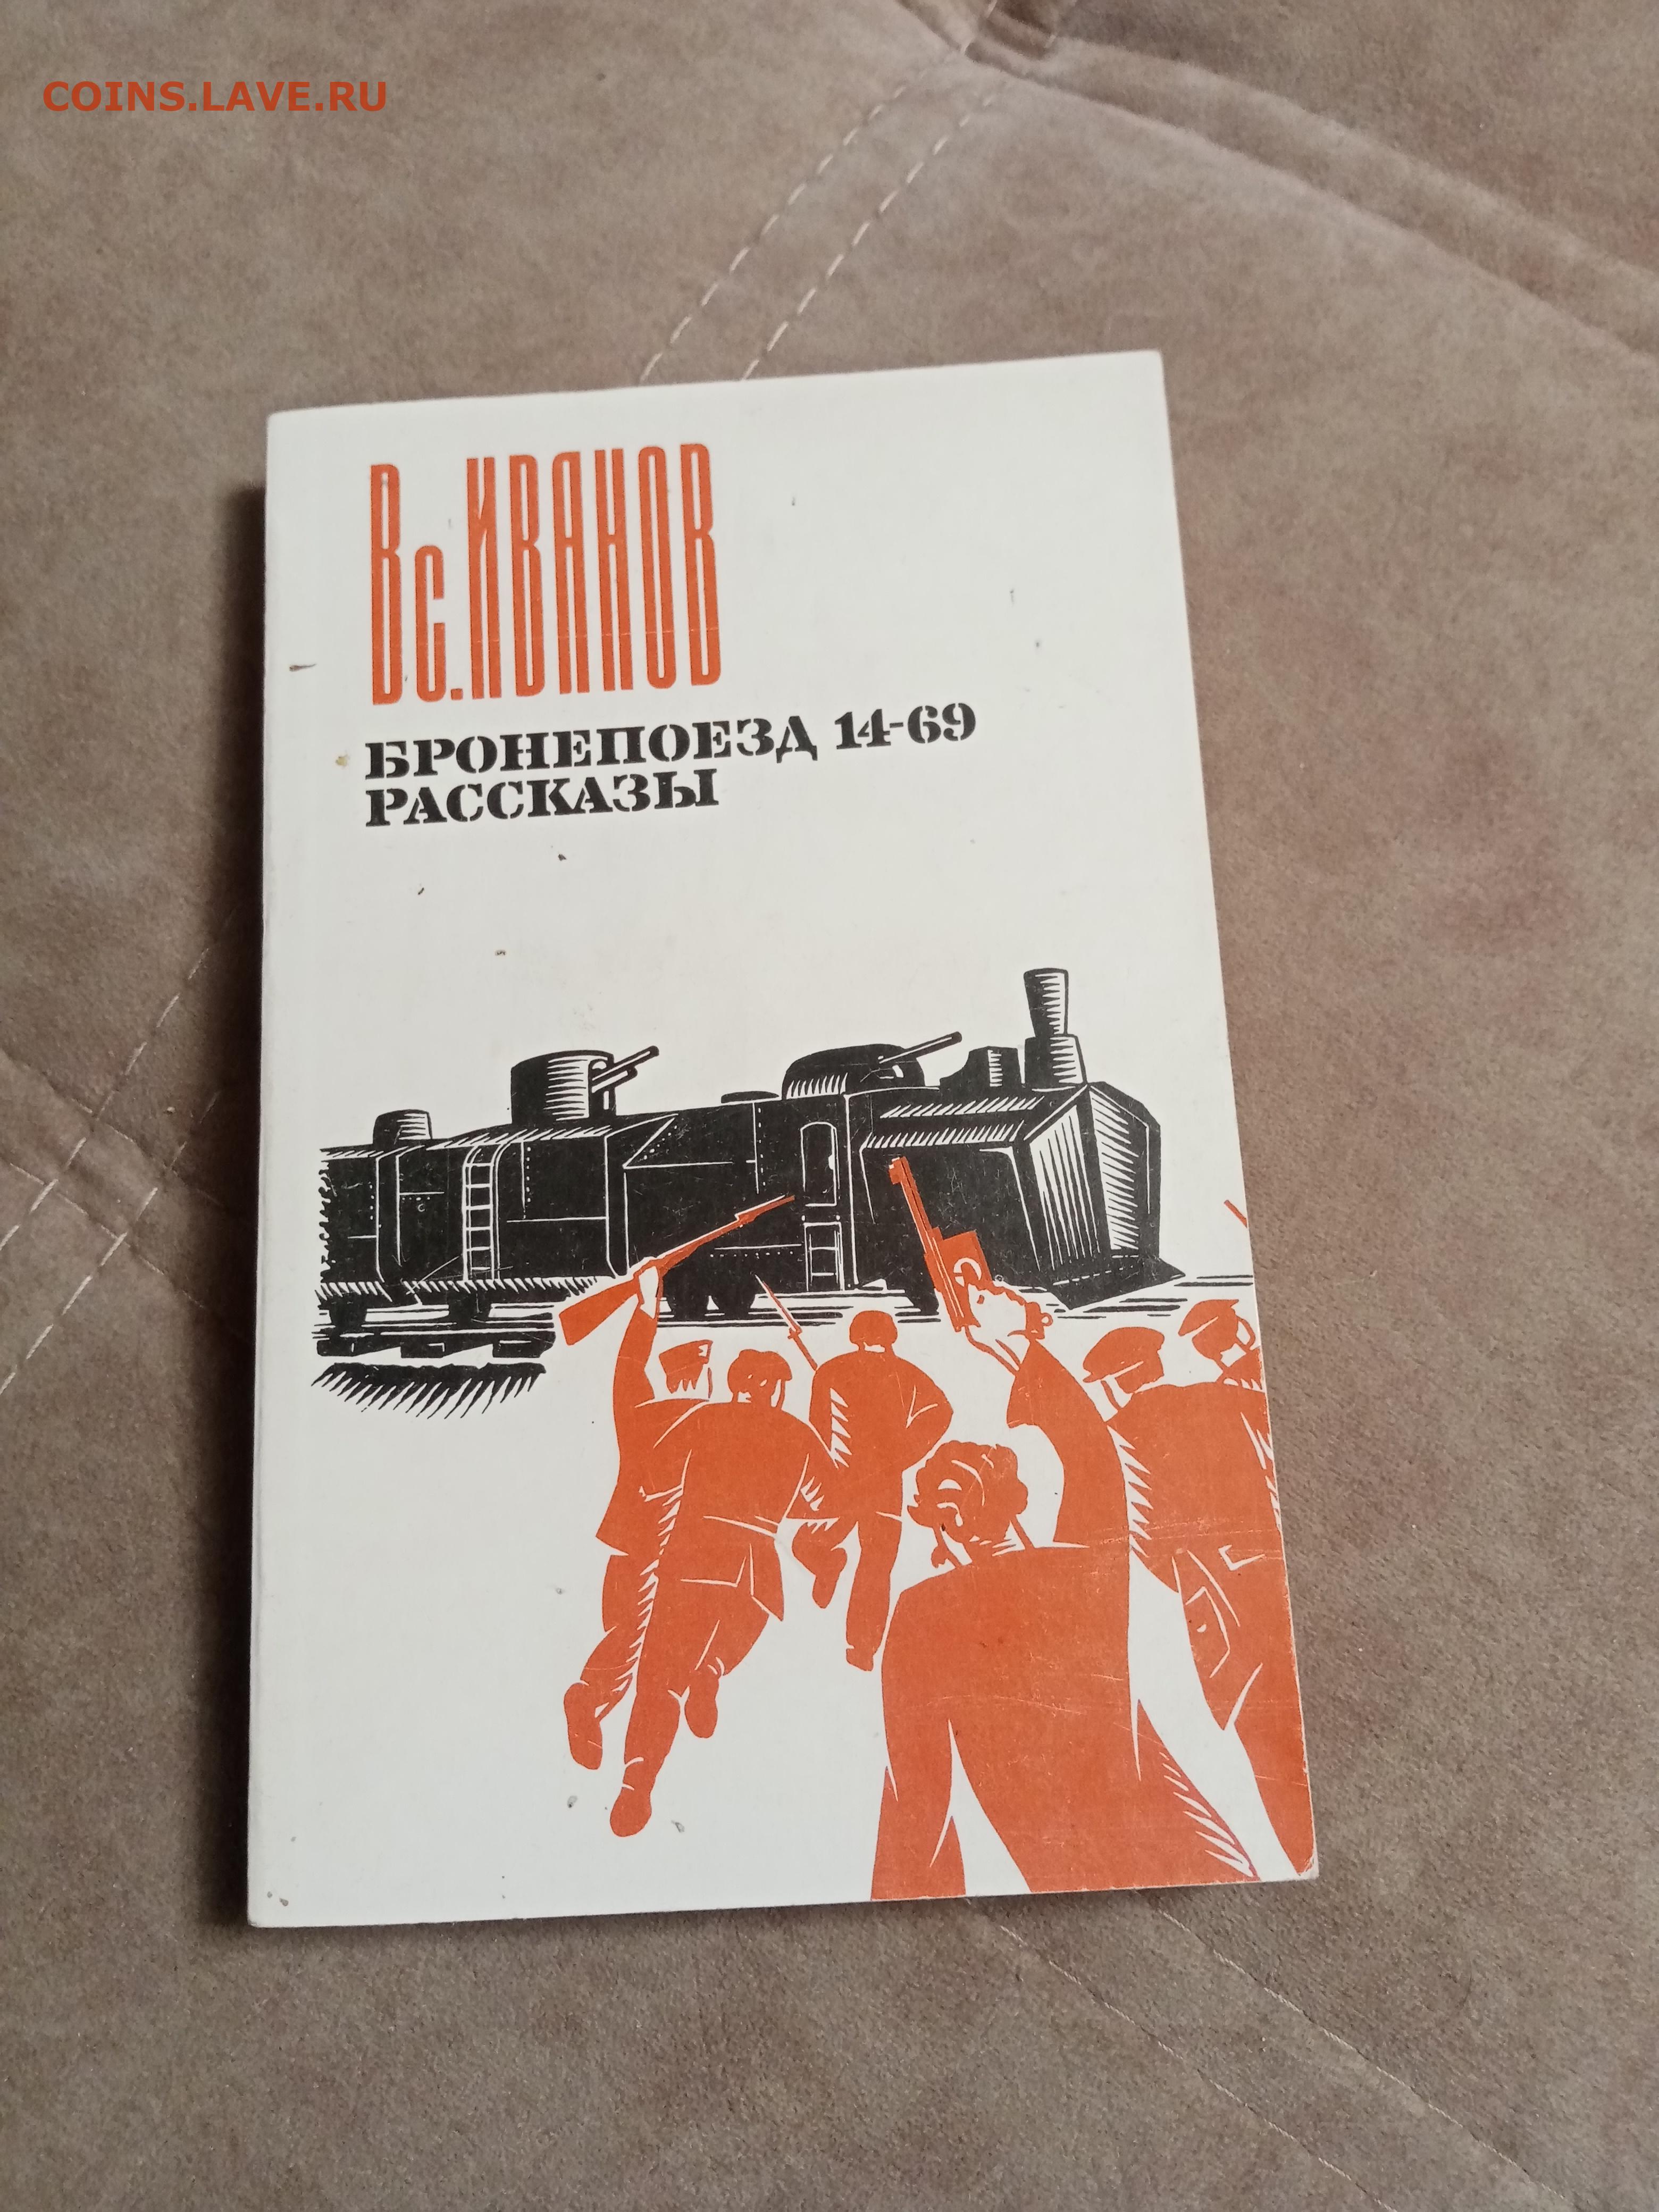 COINS.LAVE.RU
Вс.ИВАНОВ
БРОНЕПОЕЗД 14-69
РАССКАЗЫ